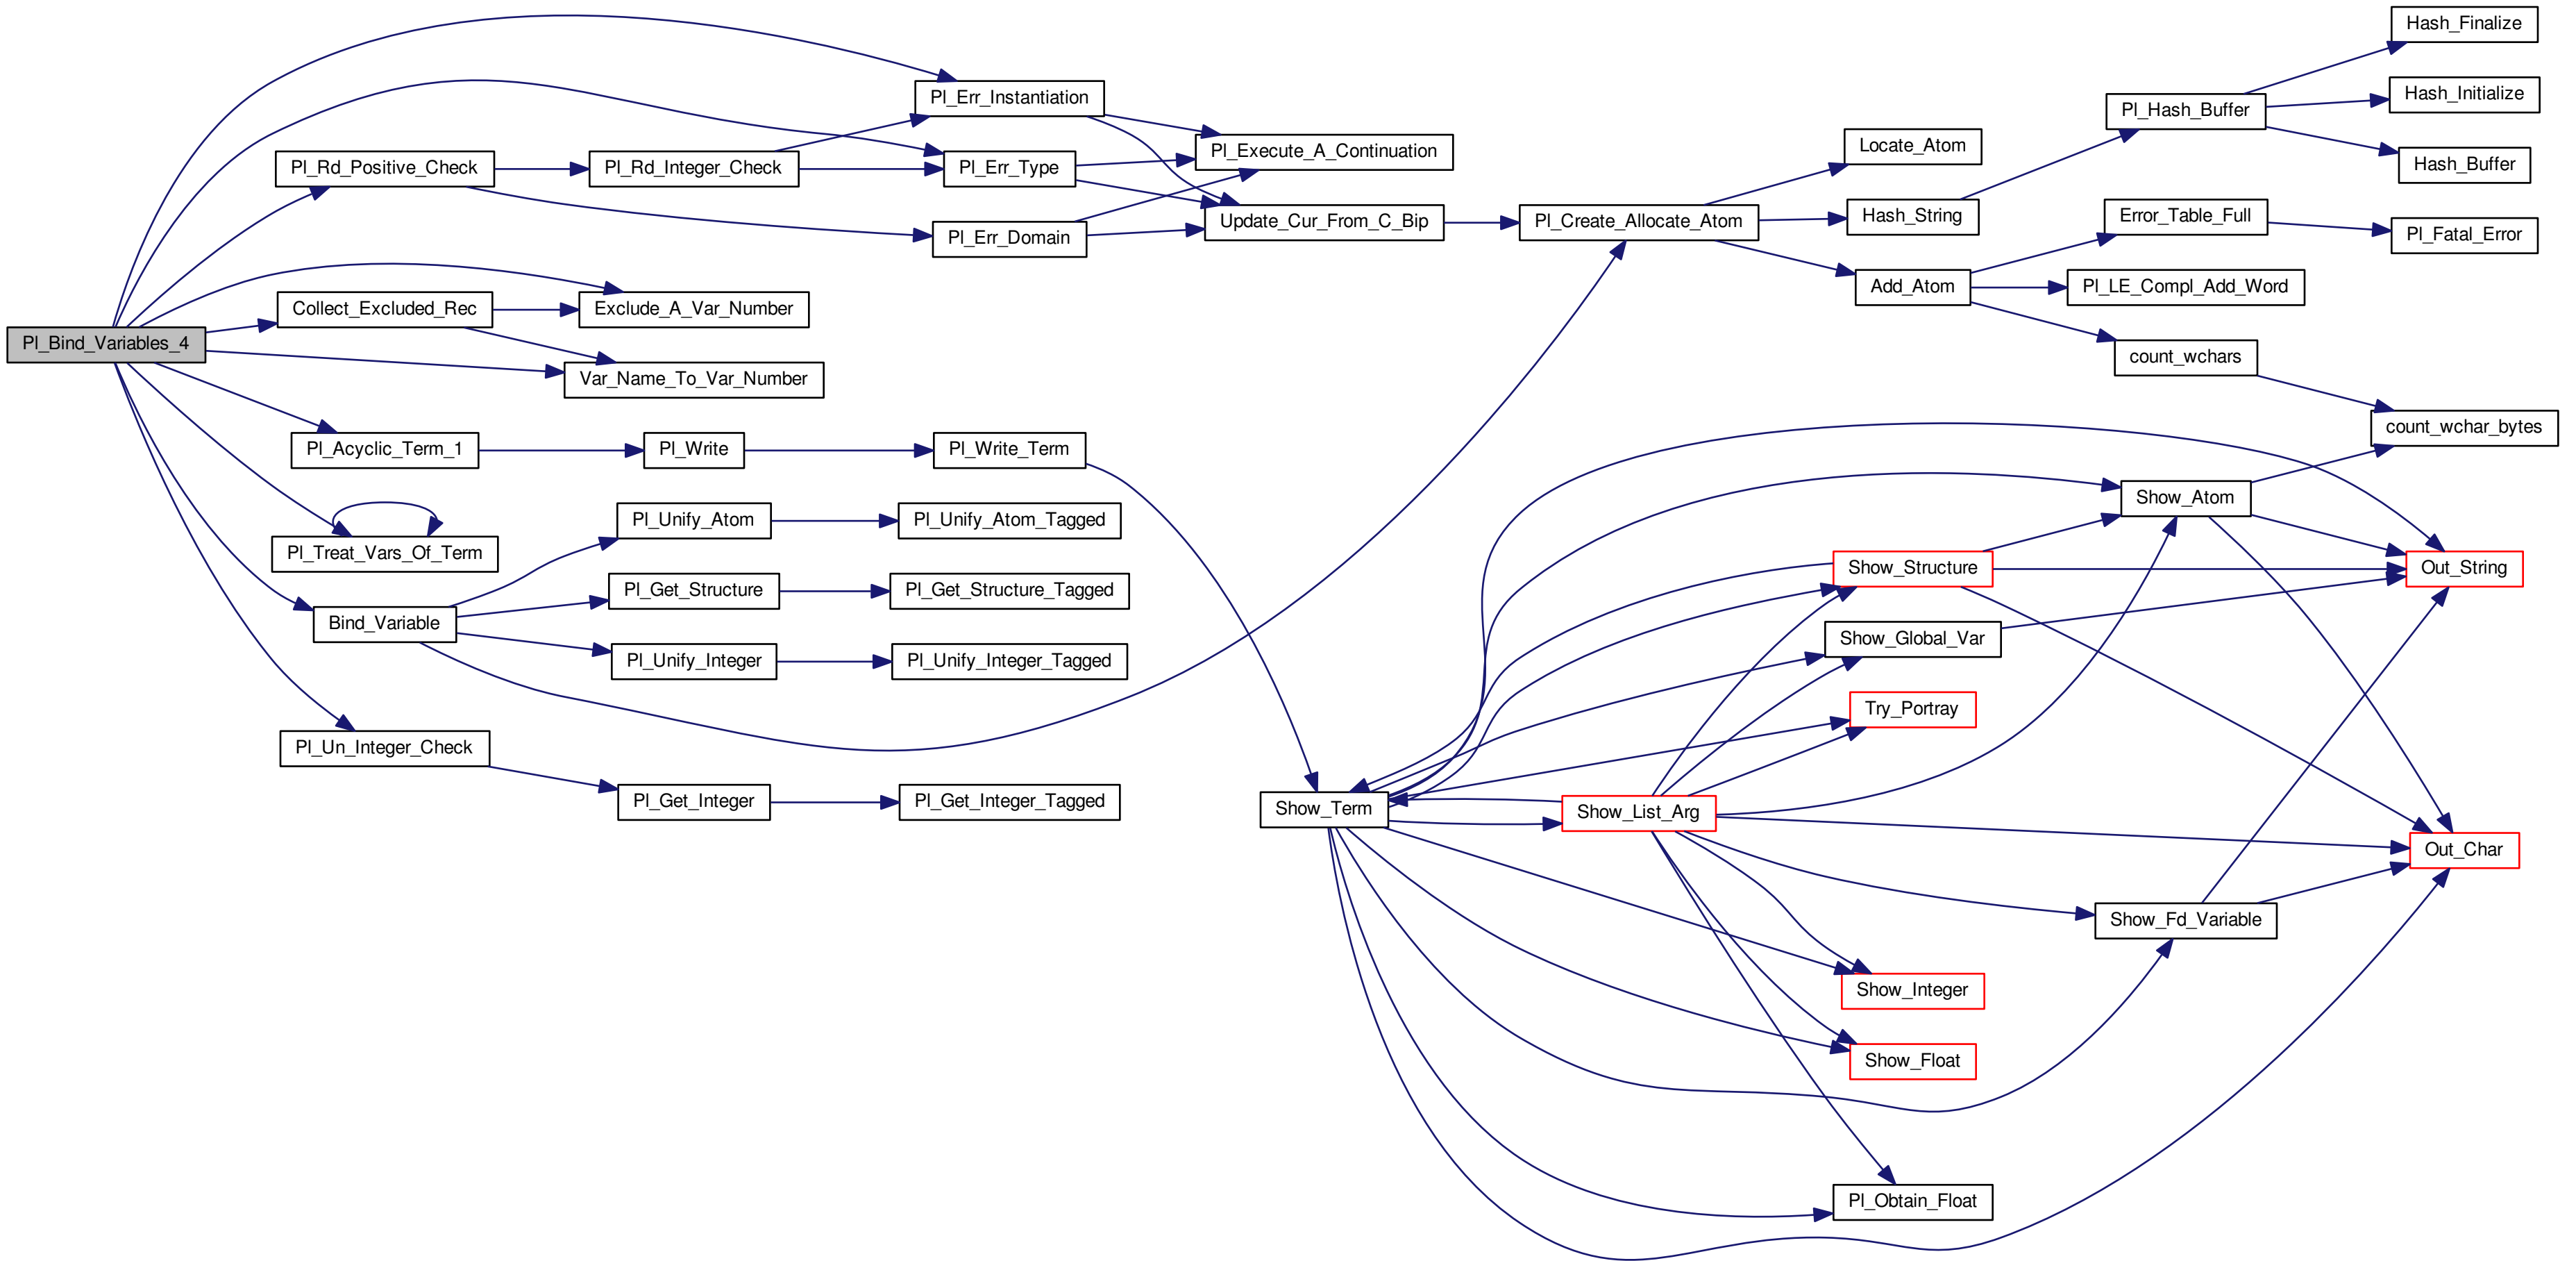 Pl_Bind_Variables_4
Pl_Rd_Positive_Check
Collect_Excluded_Rec
Pl_Acyclic_Term_1
Pl_Treat_Vars_Of_Term
Bind_Variable
Pl_Un_Integer_Check
Pl_Rd_Integer_Check
Exclude_A_Var_Number
Var_Name_To_Var_Number
Pl_Write
Pl_Unify_Atom
Pl_Get_Structure
Pl_Unify_Integer
Pl_Get_Integer
Pl_Err_Instantiation
Pl_Err_Type
Pl_Err_Domain
Pl_Write_Term
Pl_Unify_Atom_Tagged
Pl_Get_Structure_Tagged
Pl_Unify_Integer_Tagged
Pl_Get_Integer_Tagged
Pl_Execute_A_Continuation
Update_Cur_From_C_Bip
Show_Term
Pl_Create_Allocate_Atom
Show_List_Arg
Locate_Atom
Hash_String
Add_Atom
Show_Structure
Show_Global_Var
Try_Portray
Show_Integer
Show_Float
Pl_Obtain_Float
Pl_Hash_Buffer
Error_Table_Full
Pl_LE_Compl_Add_Word
count_wchars
Show_Atom
Show_Fd_Variable
Hash_Finalize
Hash_Initialize
Hash_Buffer
Pl_Fatal_Error
count_wchar_bytes
Out_String
Out_Char